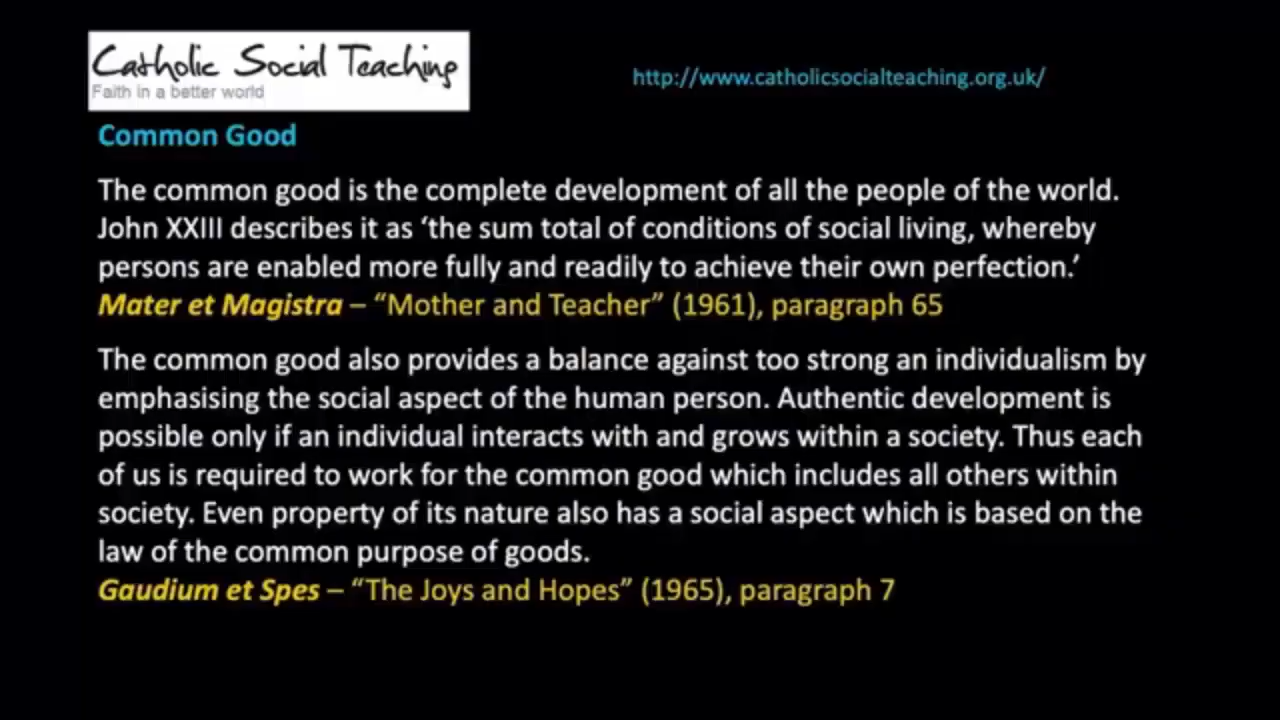 Catholic Social Teaching
Faith in a better world
http://www.catholicsocialteaching.org.uk/
Common Good
The common good is the complete development of all the people of the world.
John XXIII describes it as ‘the sum total of conditions of social living, whereby
persons are enabled more fully and readily to achieve their own perfection.’
Mater et Magistra – “Mother and Teacher” (1961), paragraph 65
The common good also provides a balance against too strong an individualism by
emphasising the social aspect of the human person. Authentic development is
possible only if an individual interacts with and grows within a society. Thus each
of us is required to work for the common good which includes all others within
society. Even property of its nature also has a social aspect which is based on the
law of the common purpose of goods.
Gaudium et Spes – “The Joys and Hopes” (1965), paragraph 7